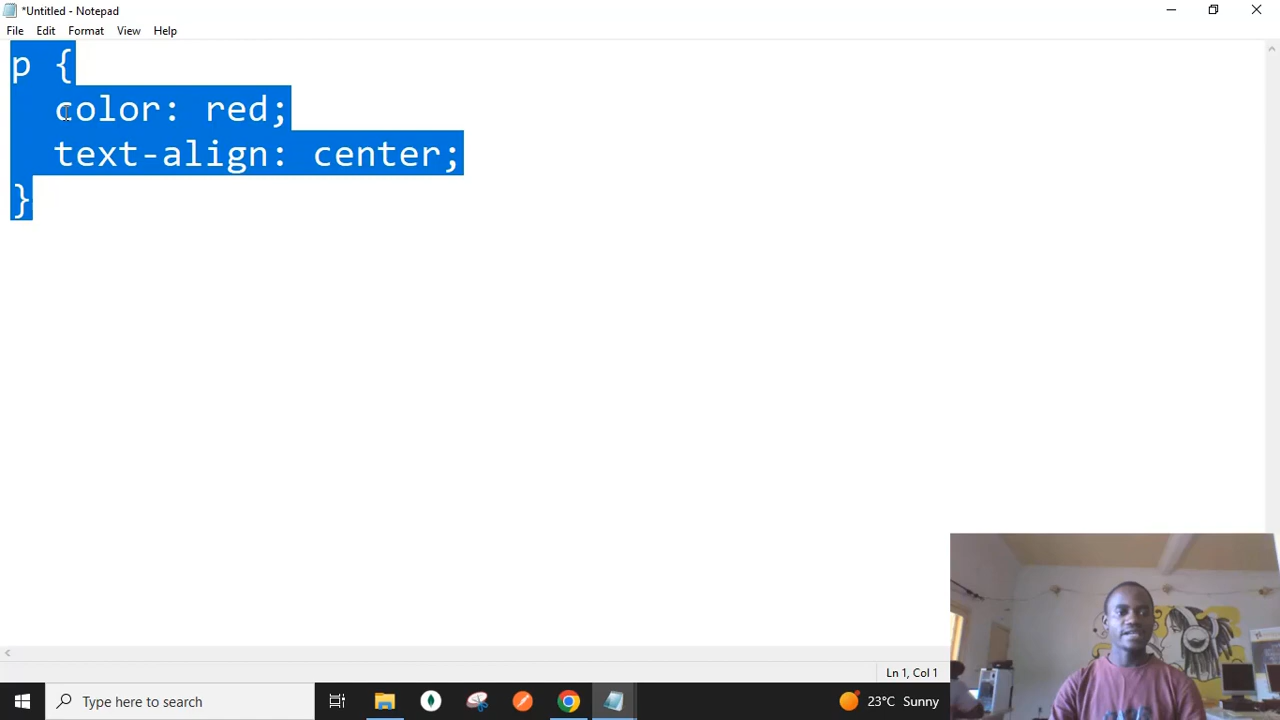 *Untitled - Notepad
File Edit Format View Help
p {
color: red;
text-align: center;
}
Ln 1, Col 1
Type here to search
23°C Sunny